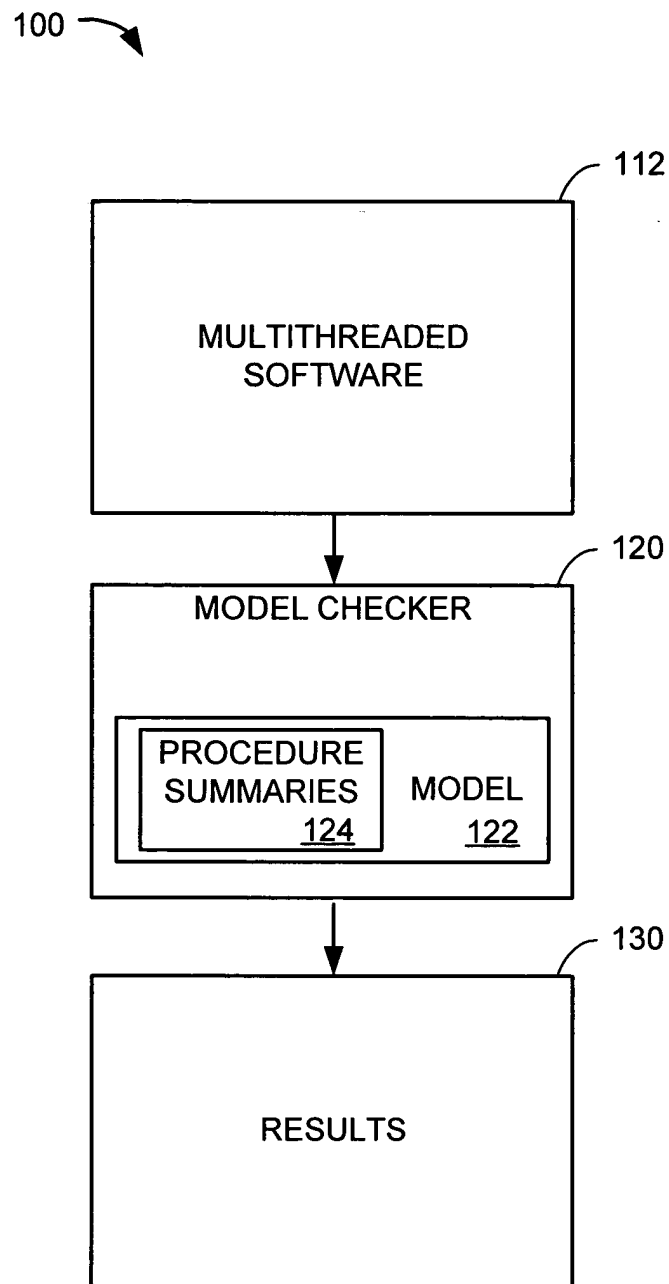 100
112
MULTITHREADED
SOFTWARE
120
MODEL CHECKER
PROCEDURE
SUMMARIES
124
MODEL
122
130
RESULTS